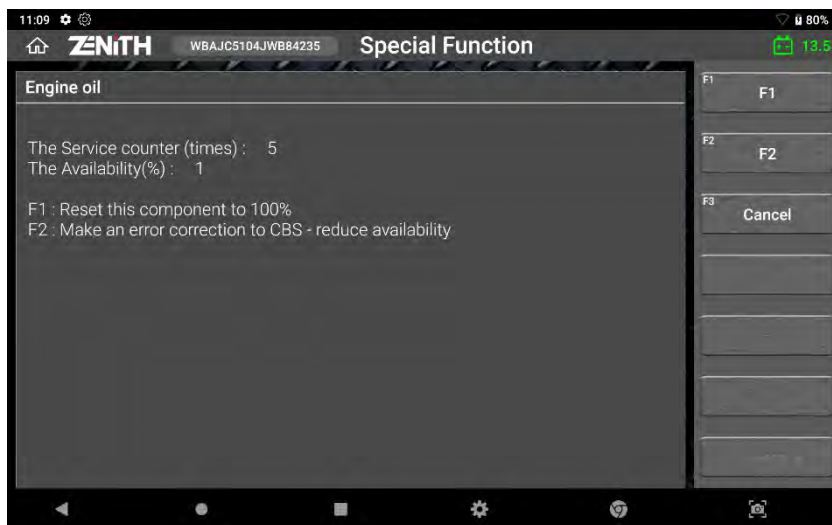 11:09 80%
ZENITH WBAJC5104JWB84235 Special Function 13.5
Engine oil
The Service counter (times) : 5
The Availability(%) : 1
F1 : Reset this component to 100%
F2 : Make an error correction to CBS - reduce availability
F1 F1
F2 F2
F3 Cancel